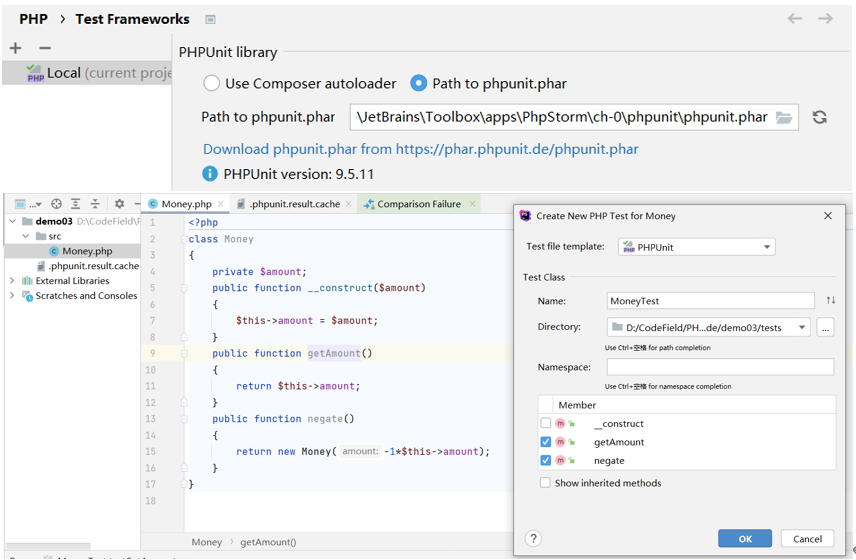 PHP > Test Frameworks
+ −
Local (current proje
PHPUnit library
Use Composer autoloader Path to phpunit.phar
Path to phpunit.phar \JetBrains\Toolbox\apps\PhpStorm\ch-0\phpunit\phpunit.phar
Download phpunit.phar from https://phar.phpunit.de/phpunit.phar
PHPUnit version: 9.5.11
Money.php .phpunit.result.cache Comparison Failure
demo03 D:\CodeField\F
src
Money.php
.phpunit.result.cache
External Libraries
Scratches and Consoles
1 <?php
2 class Money
3 {
4 private $amount;
5 public function __construct($amount)
6 {
7 $this->amount = $amount;
8 }
9 public function getAmount()
10 {
11 return $this->amount;
12 }
13 public function negate()
14 {
15 return new Money( amount: -1*$this->amount);
16 }
17 }
18
Money > getAmount()
Create New PHP Test for Money
Test file template: PHPUnit
Test Class
Name: MoneyTest
Directory: D:/CodeField/PH...de/demo03/tests ...
Use Ctrl+空格 for path completion
Namespace:
Use Ctrl+空格 for namespace completion
Member
m __construct
m getAmount
m negate
Show inherited methods
? OK Cancel